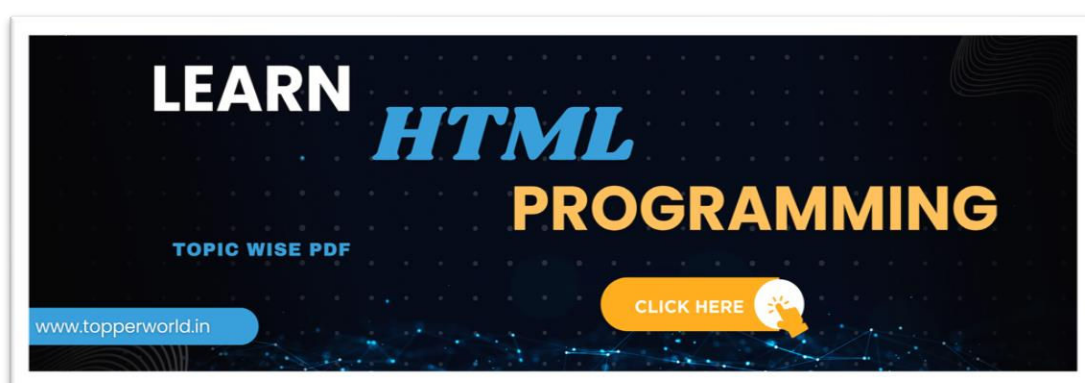 LEARN
HTML
PROGRAMMING
TOPIC WISE PDF
CLICK HERE
www.topperworld.in